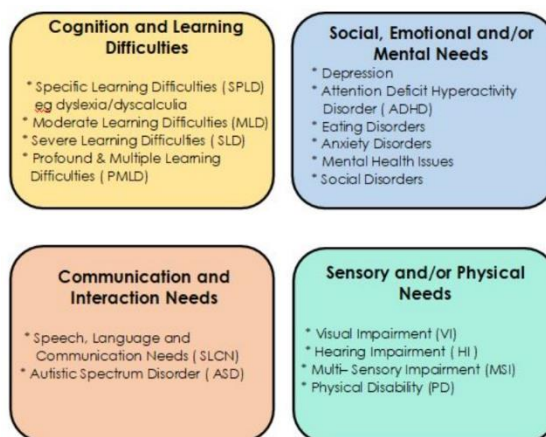 Cognition and Learning
Difficulties
* Specific Learning Difficulties ( SPLD)
eg dyslexia/dyscalculia
* Moderate Learning Difficulties (MLD)
* Severe Learning Difficulties ( SLD)
* Profound & Multiple Learning
Difficulties ( PMLD)
Social, Emotional and/or
Mental Needs
* Depression
* Attention Deficit Hyperactivity
Disorder ( ADHD)
* Eating Disorders
* Anxiety Disorders
* Mental Health Issues
* Social Disorders
Communication and
Interaction Needs
* Speech, Language and
Communication Needs ( SLCN)
* Autistic Spectrum Disorder ( ASD)
Sensory and/or Physical
Needs
* Visual Impairment (VI)
* Hearing Impairment ( HI )
* Multi– Sensory Impairment (MSI)
* Physical Disability (PD)